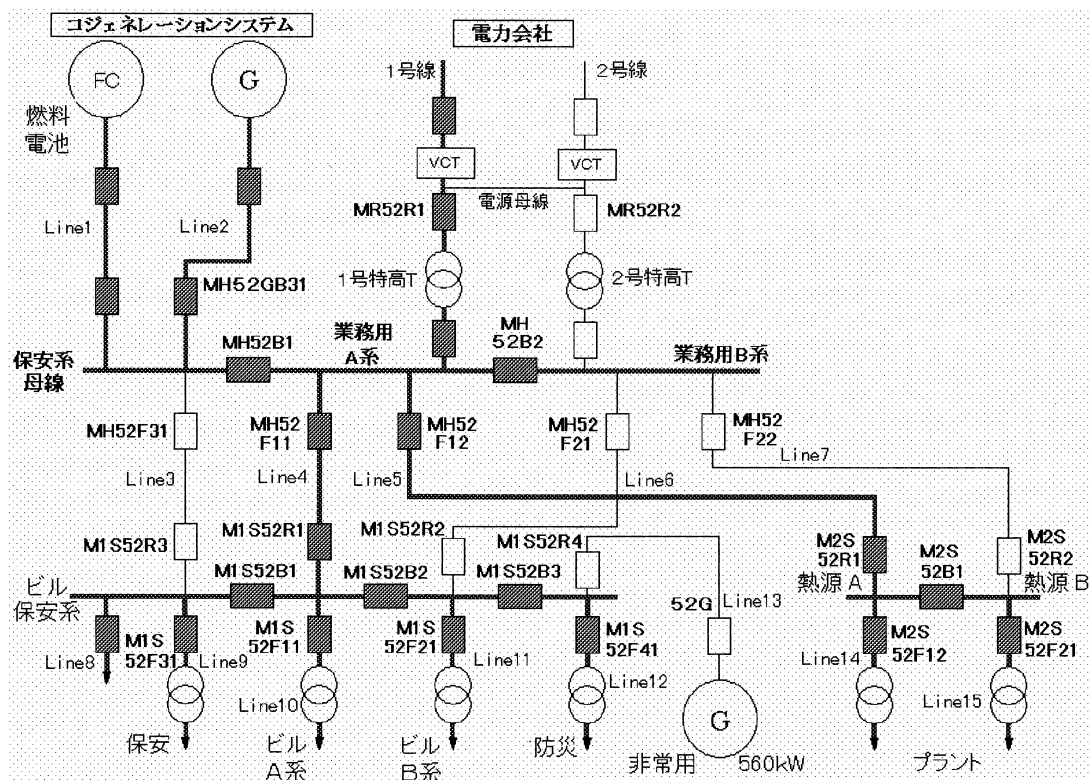 コジェネレーションシステム
電力会社
1号線
2号線
FC
G
燃料
電池
VCT
VCT
電源母線
MR52R1
MR52R2
Line1
Line2
1号特高T
2号特高T
MH52GB31
MH52B1
業務用
A系
MH
52B2
業務用B系
保安系
母線
MH52F31
MH52
F11
MH52
F12
MH52
F21
MH52
F22
Line3
Line4
Line5
Line6
Line7
M1S52R3
M1S52R1
M1S52R2
M1S52R4
M2S
52R1
M2S
52B1
M2S
52R2
ビル
保安系
M1S52B1
M1S52B2
M1S52B3
熱源A
熱源B
52G
Line13
M1S
52F31
M1S
52F11
M1S
52F21
M1S
52F41
M2S
52F12
M2S
52F21
Line8
Line9
Line10
Line11
Line12
Line14
Line15
G
保安
ビル
A系
ビル
B系
防災
非常用
560kW
プラント